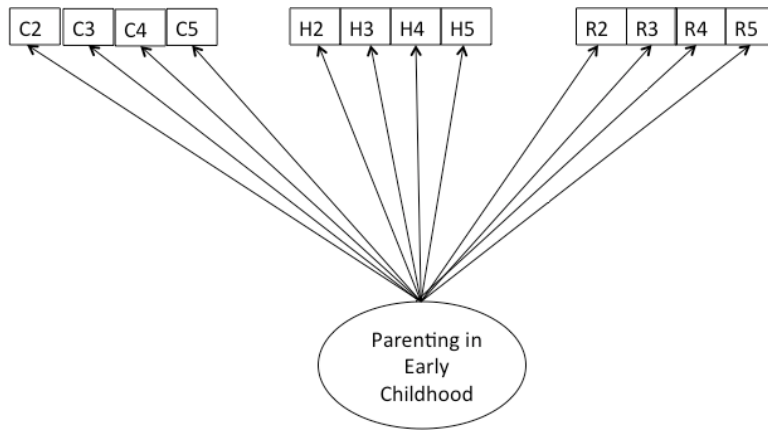 C2 C3 C4 C5 H2 H3 H4 H5 R2 R3 R4 R5
Parenting in
Early
Childhood